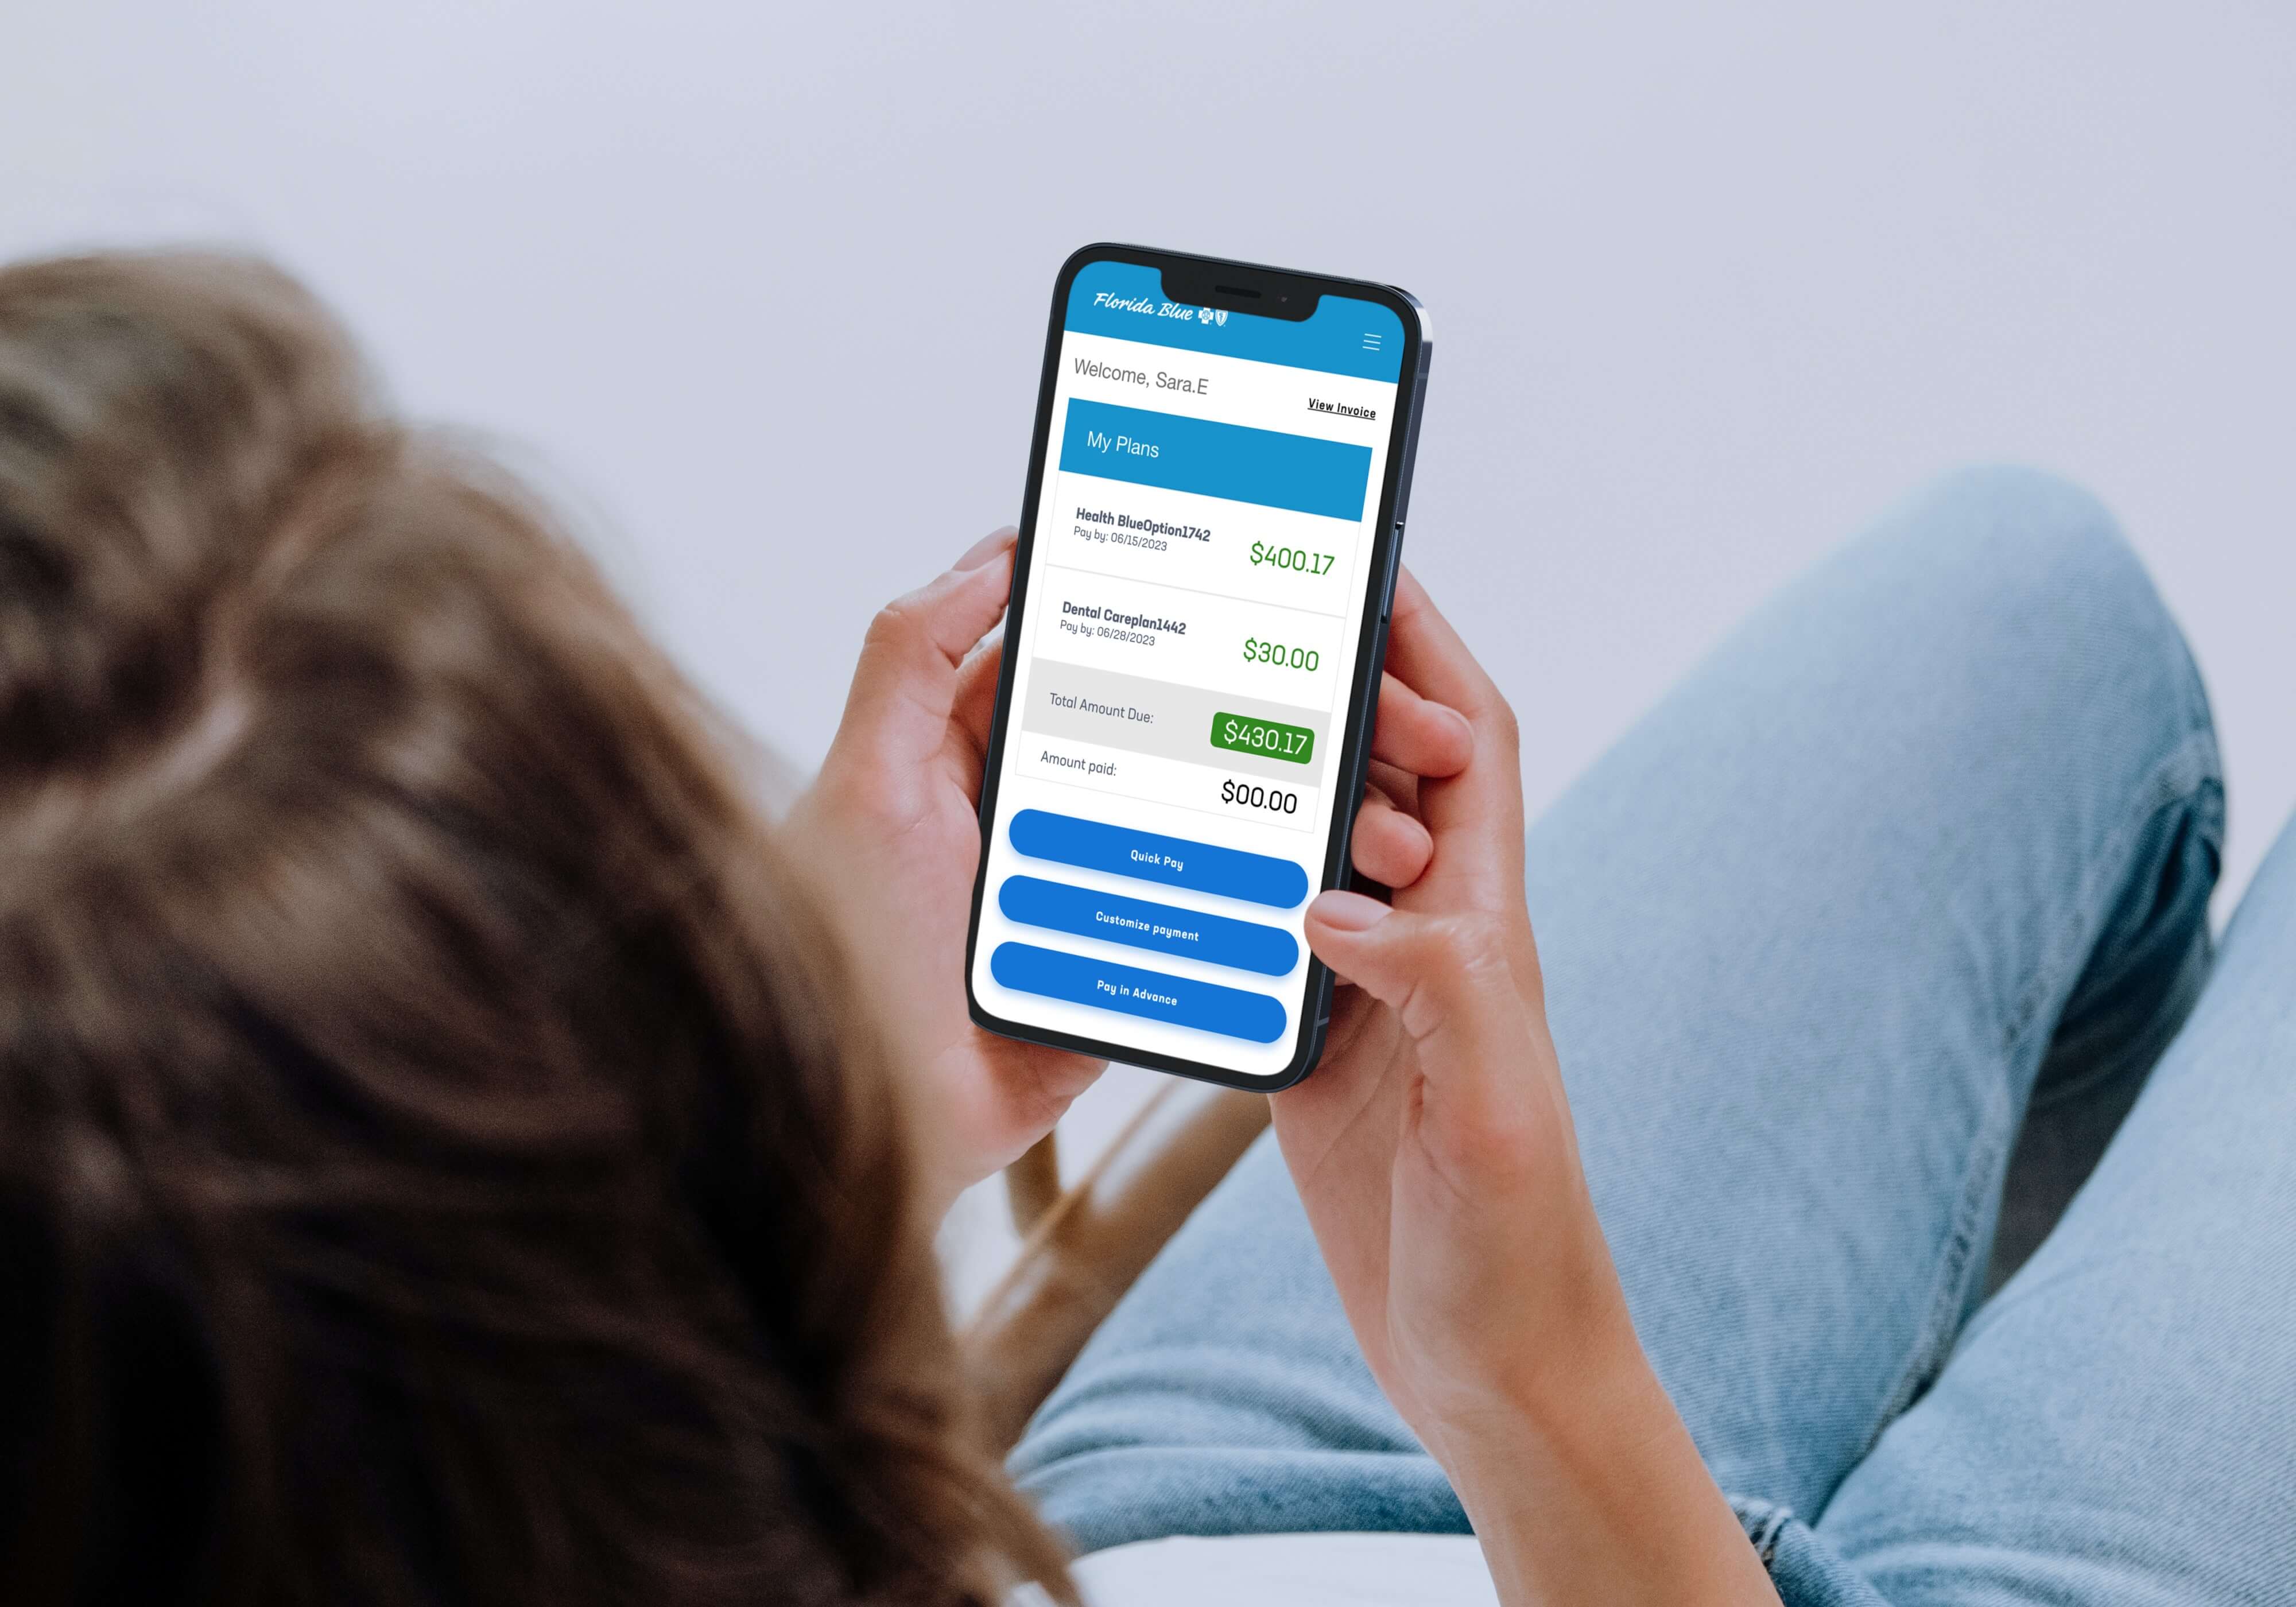 Florida Blue
Welcome, Sara.E
View Invoice
My Plans
Health BlueOption1742
Pay by: 06/15/2023
$400.17
Dental Careplan1442
Pay by: 06/28/2023
$30.00
Total Amount Due:
$430.17
Amount paid:
$00.00
Quick Pay
Customize payment
Pay in Advance